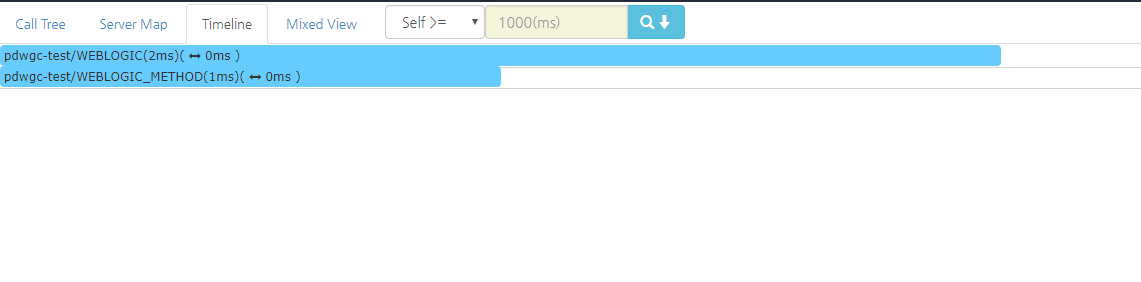 Call Tree Server Map Timeline Mixed View Self >= 1000(ms)
pdwgc-test/WEBLOGIC(2ms)( ↔ 0ms )
pdwgc-test/WEBLOGIC_METHOD(1ms)( ↔ 0ms )